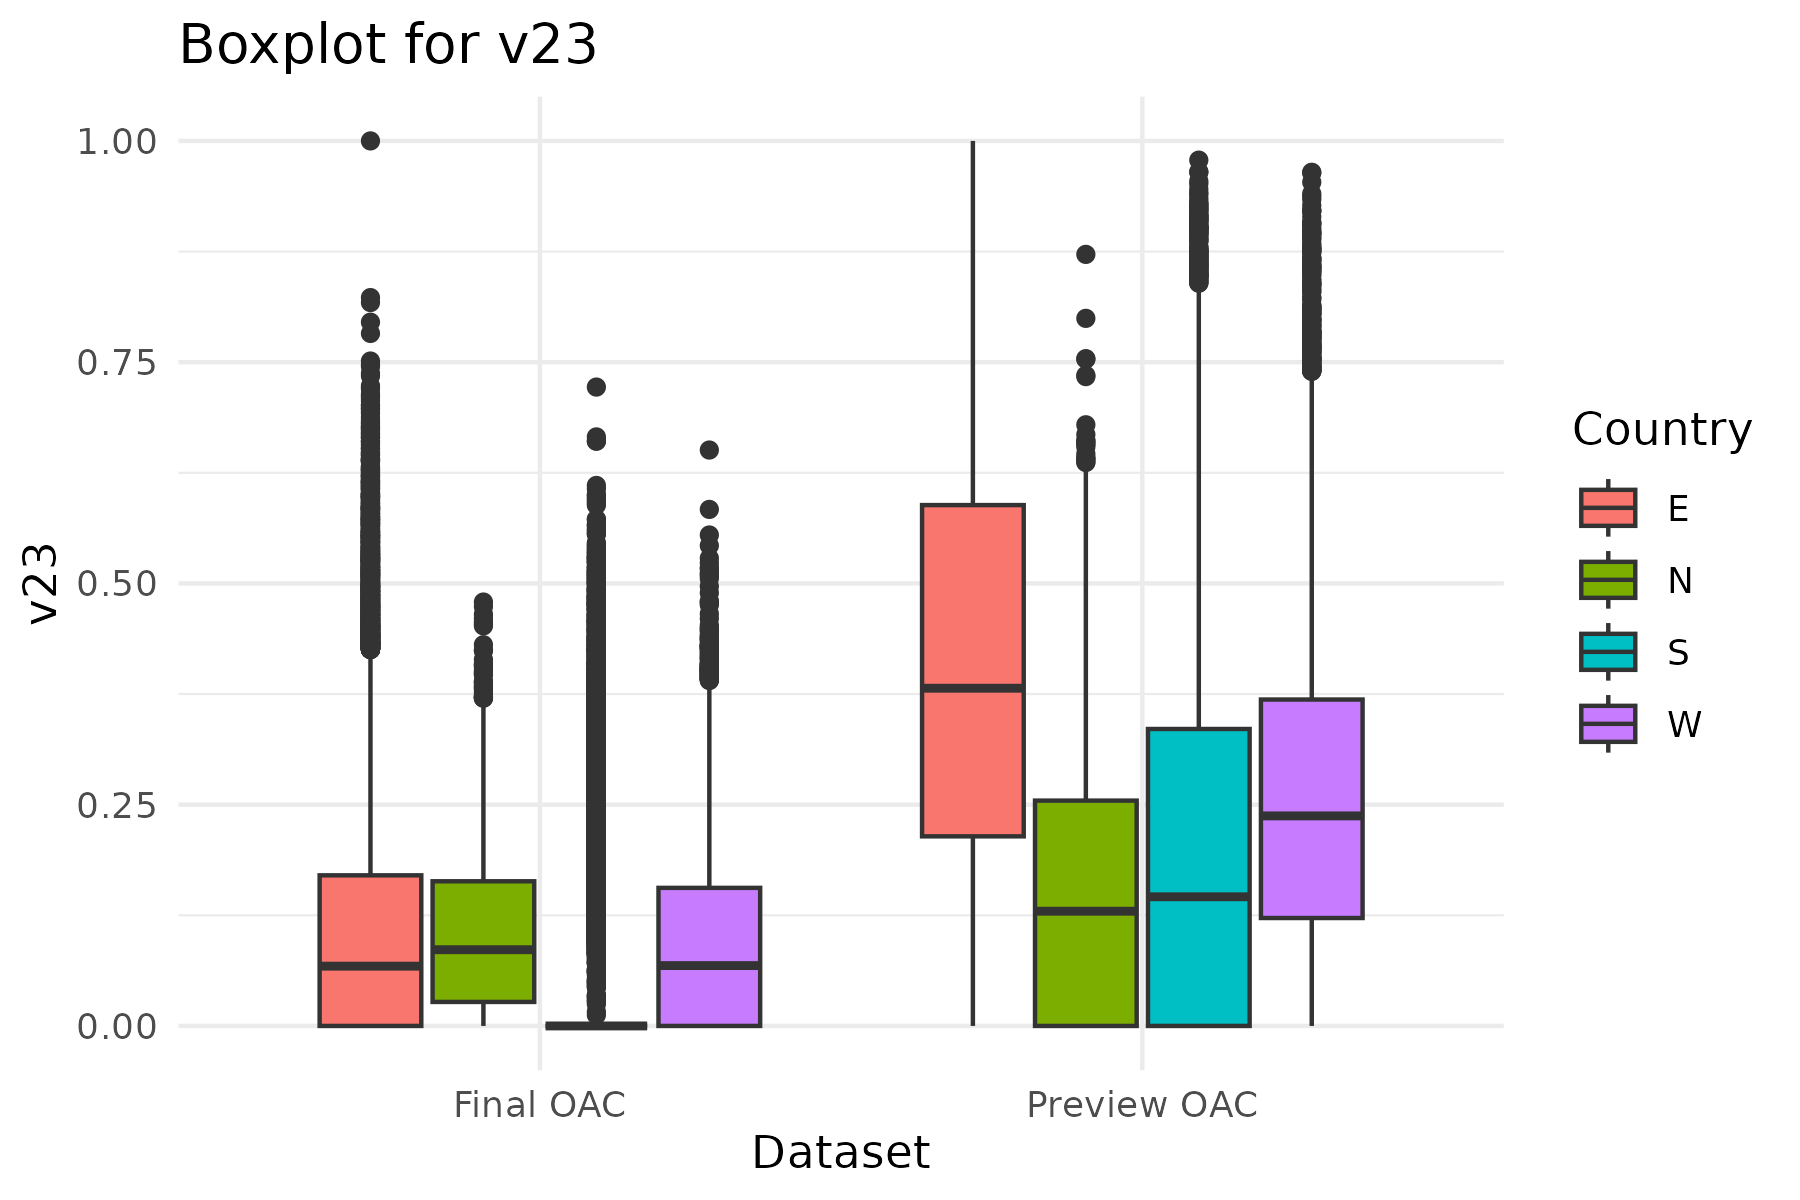 Boxplot for v23
1.00
0.75
0.50
0.25
0.00
v23
Final OAC
Preview OAC
Dataset
Country
E
N
S
W